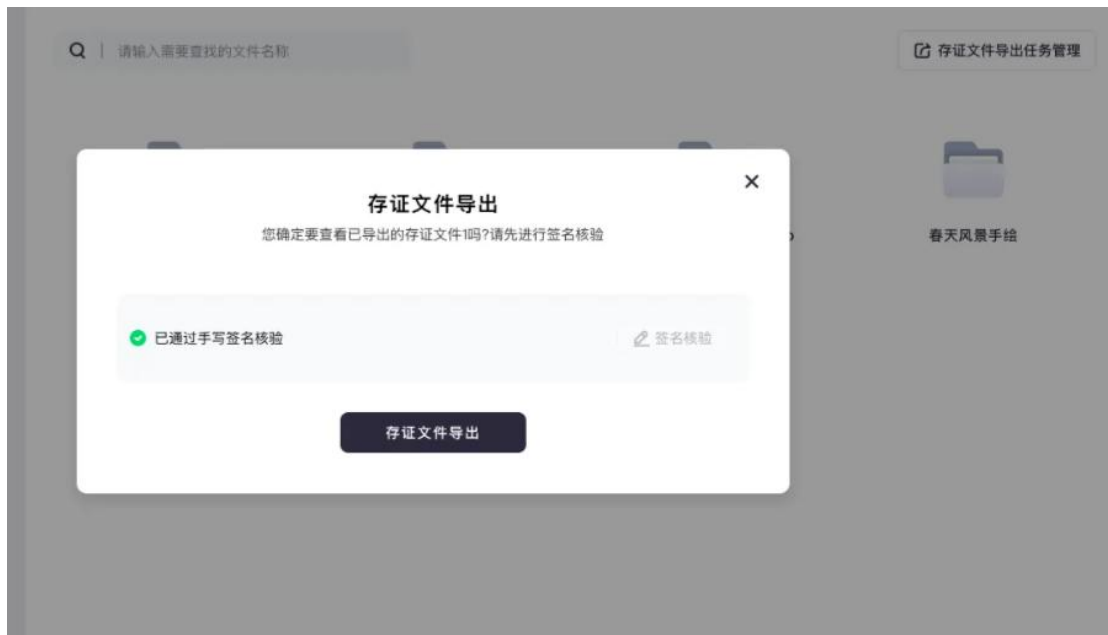 请输入需要查找的文件名称
存证文件导出任务管理
存证文件导出
您确定要查看已导出的存证文件1吗?请先进行签名核验
春天风景手绘
已通过手写签名核验
签名核验
存证文件导出